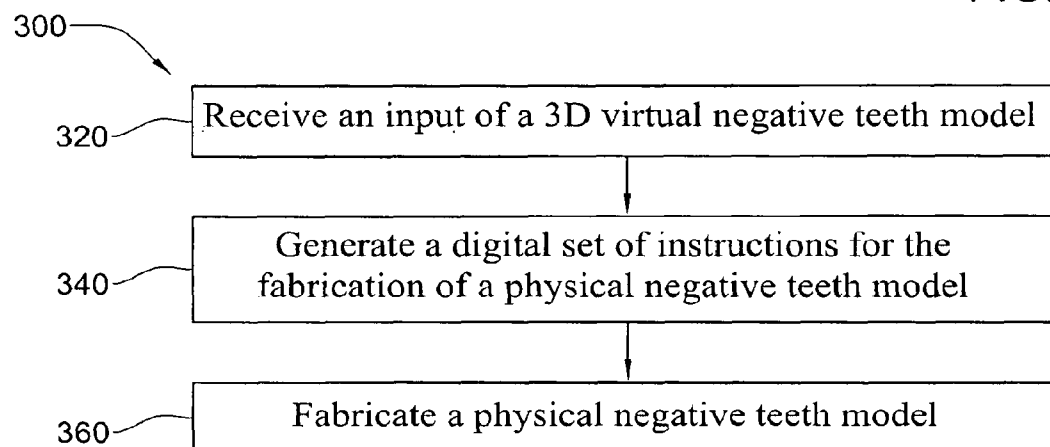 300
320
Receive an input of a 3D virtual negative teeth model
340
Generate a digital set of instructions for the
fabrication of a physical negative teeth model
360
Fabricate a physical negative teeth model